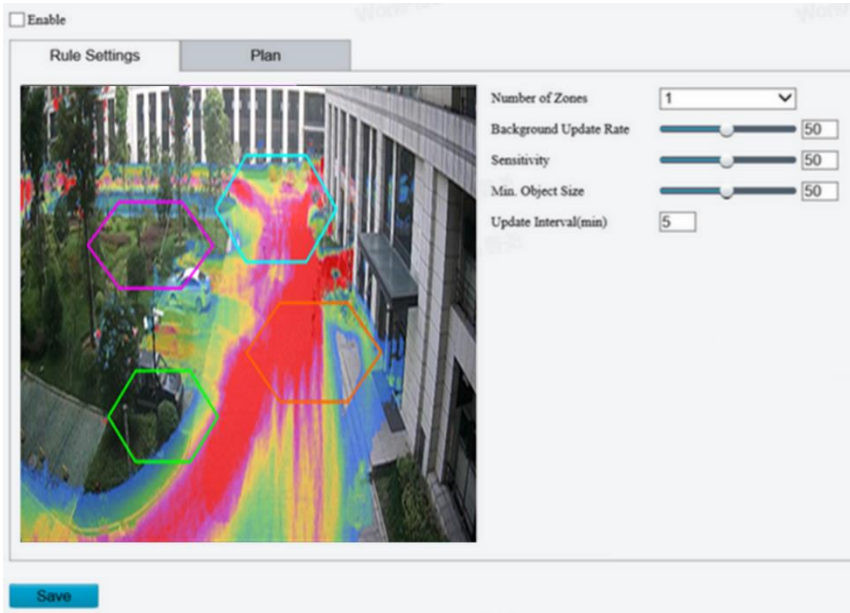 Enable
Rule Settings
Plan
Number of Zones 1
Background Update Rate 50
Sensitivity 50
Min. Object Size 50
Update Interval(min) 5
Save